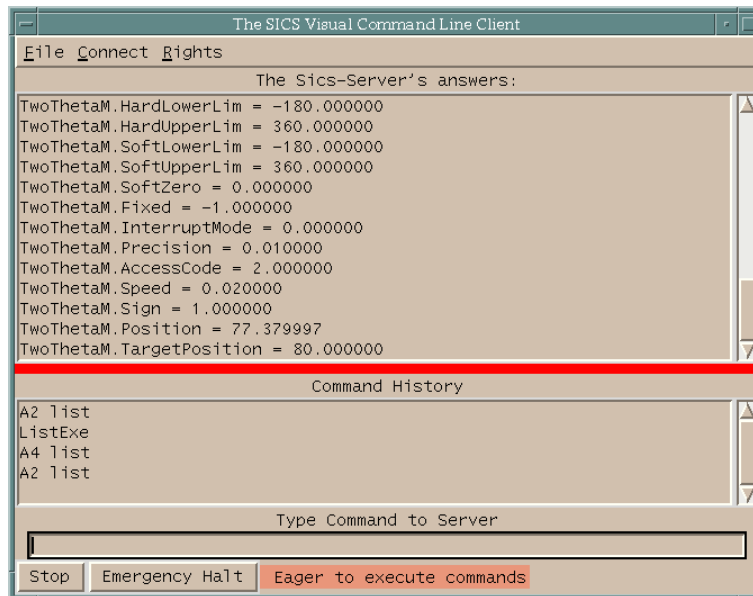 The SICS Visual Command Line Client
File Connect Rights
The Sics-Server's answers:
TwoThetaM.HardLowerLim = -180.000000
TwoThetaM.HardUpperLim = 360.000000
TwoThetaM.SoftLowerLim = -180.000000
TwoThetaM.SoftUpperLim = 360.000000
TwoThetaM.SoftZero = 0.000000
TwoThetaM.Fixed = -1.000000
TwoThetaM.InterruptMode = 0.000000
TwoThetaM.Precision = 0.010000
TwoThetaM.AccessCode = 2.000000
TwoThetaM.Speed = 0.020000
TwoThetaM.Sign = 1.000000
TwoThetaM.Position = 77.379997
TwoThetaM.TargetPosition = 80.000000
Command History
A2 list
ListExe
A4 list
A2 list
Type Command to Server
Stop Emergency Halt Eager to execute commands